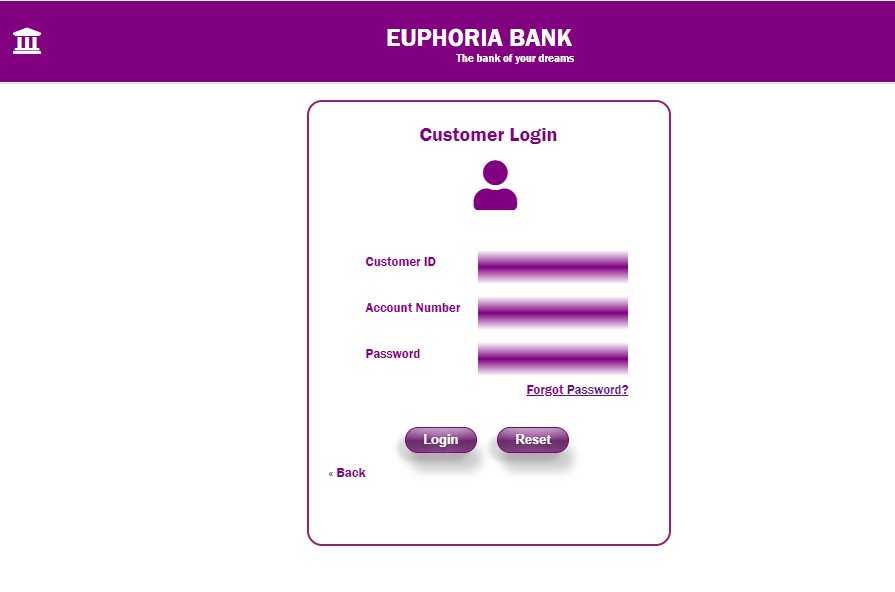 EUPHORIA BANK
The bank of your dreams
Customer Login
Customer ID
Account Number
Password
Forgot Password?
Login Reset
« Back